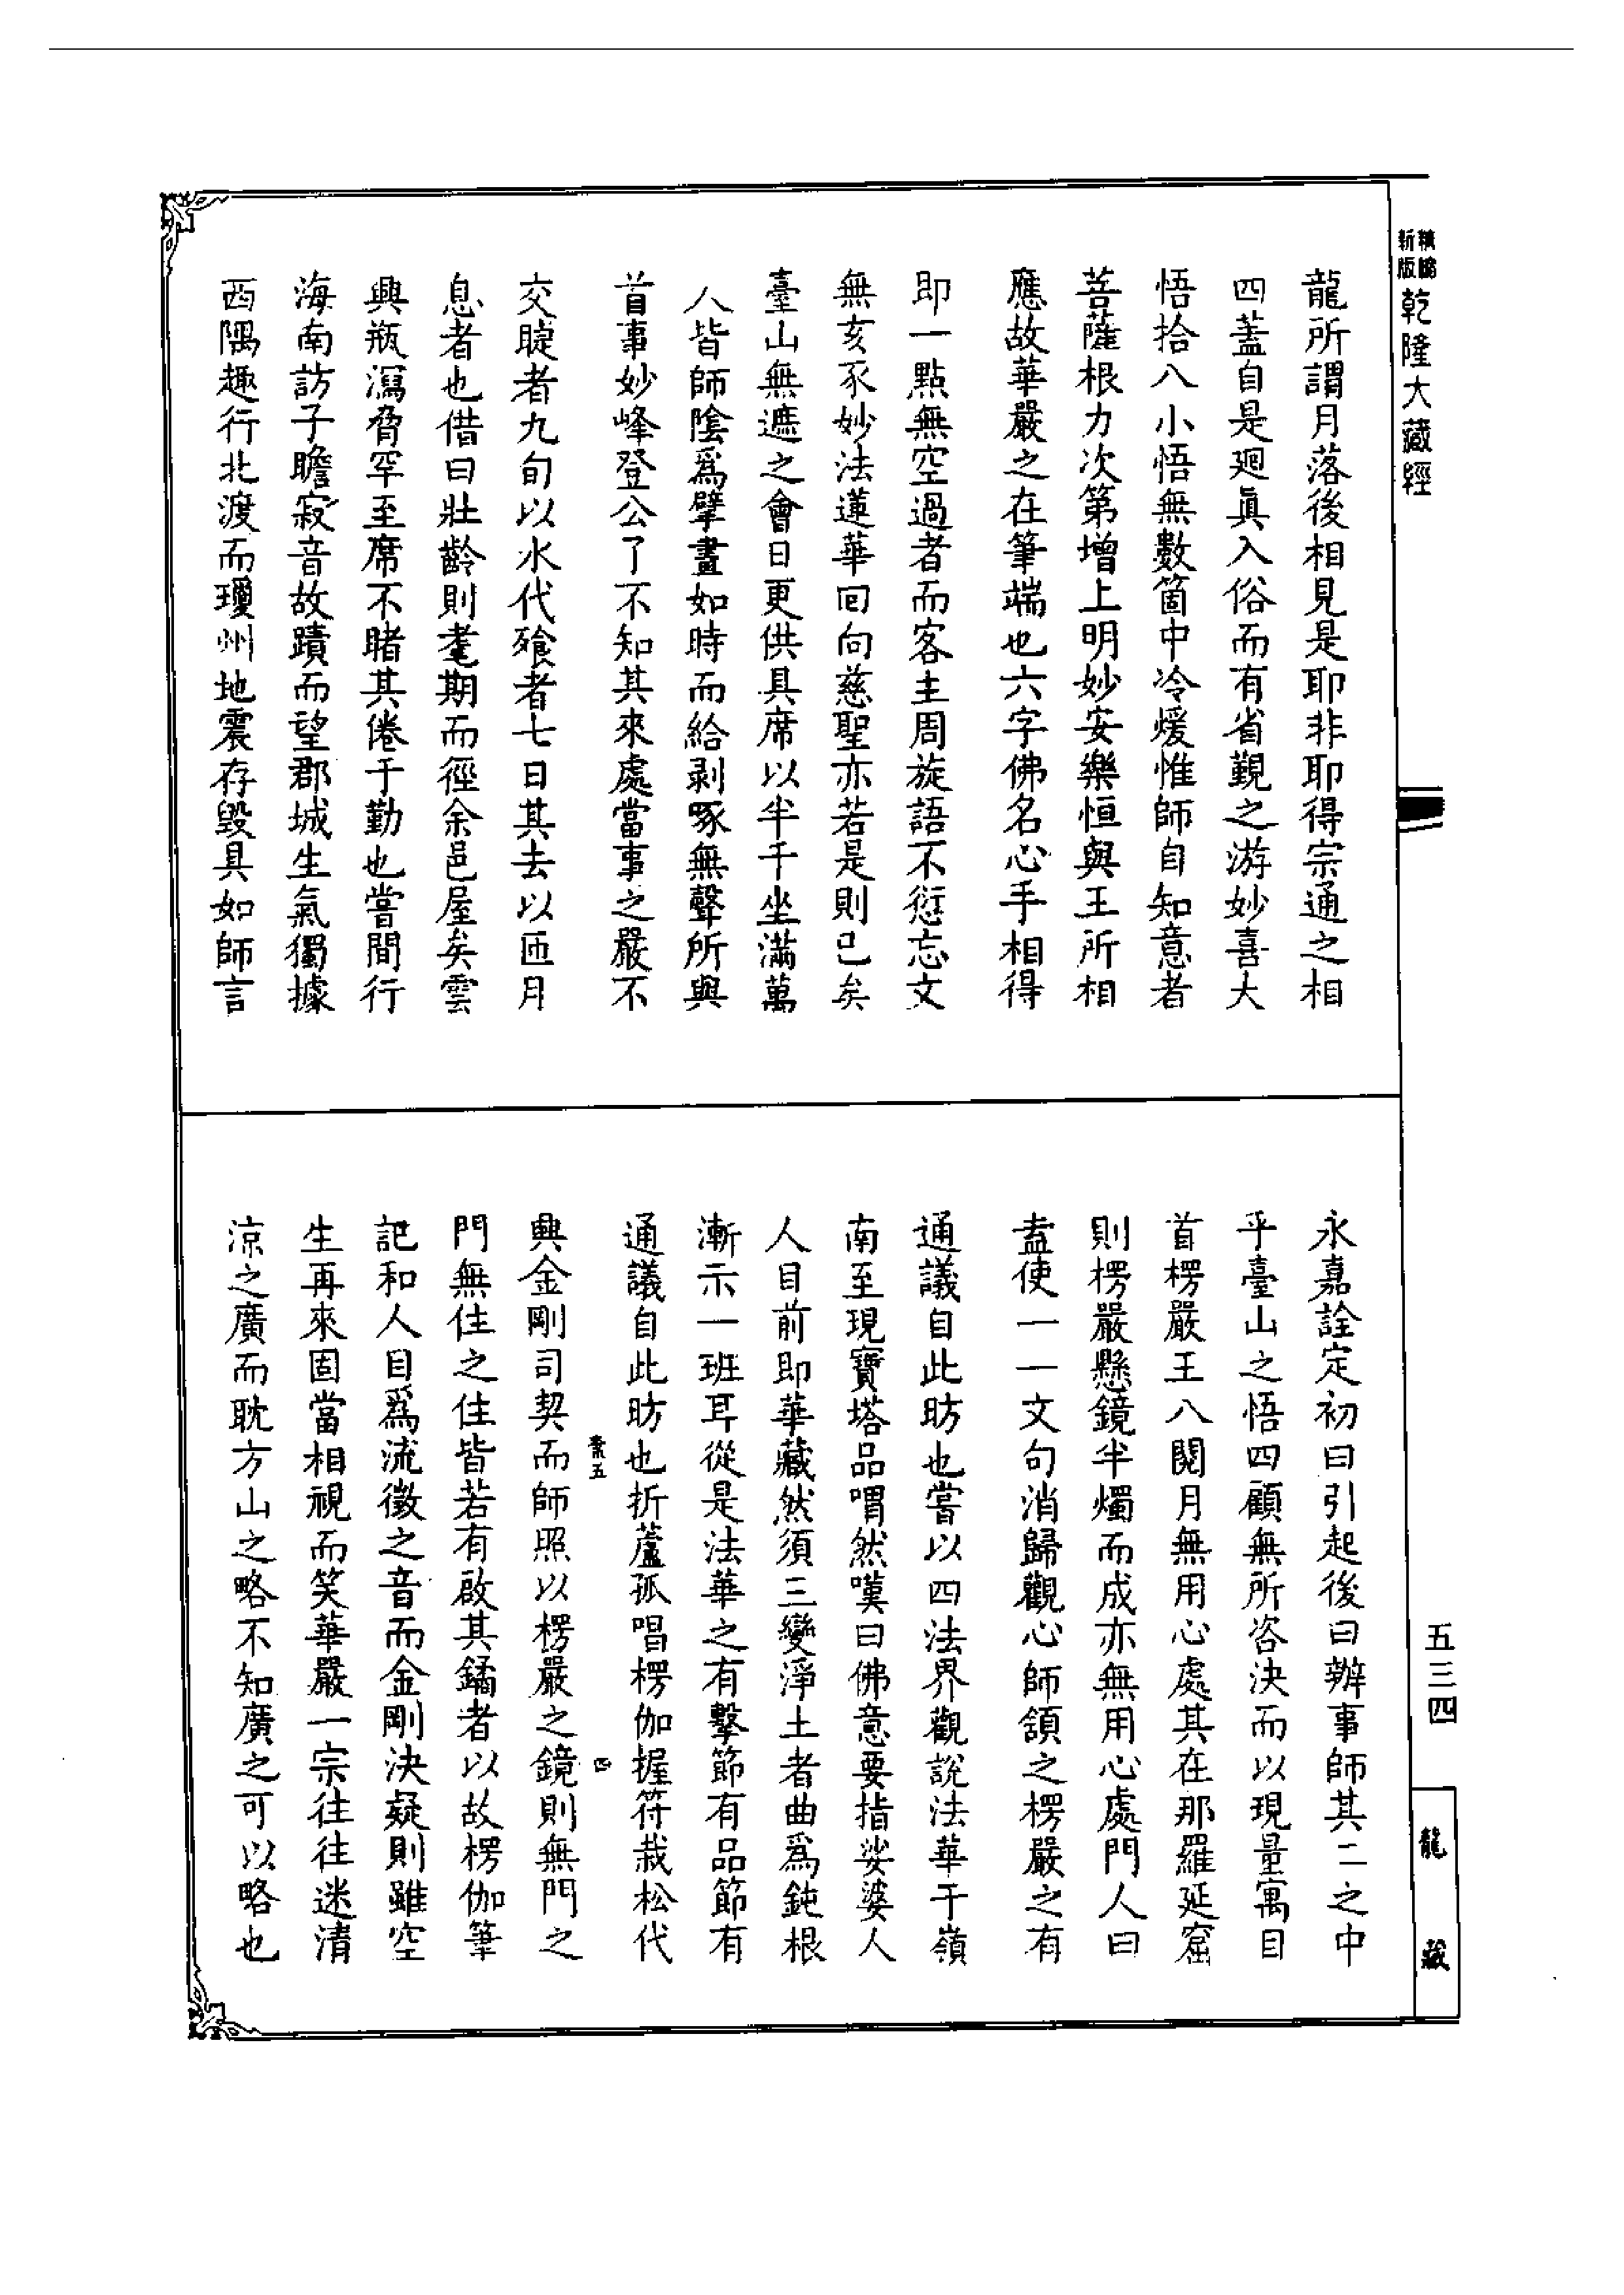 新版精縮乾隆大藏經
龍所謂月落後相見是耶非耶得宗通之相
四蓋自是廻眞入俗而有省覲之游妙喜大
悟拾八小悟無數箇中冷煖惟師自知意者
菩薩根力次第增上明妙安樂恒與王所相
應故華嚴之在筆端也六字佛名心手相得
即一點無空過者而客主周旋語不愆忘文
無亥豕妙法蓮華回向慈聖亦若是則已矣
臺山無遮之會日更供具席以半千坐滿萬
人皆師陰爲擘畫如時而給剥啄無聲所與
首事妙峰登公了不知其來處當事之嚴不
交睫者九旬以水代飱者七日其去以匝月
息者也借曰壯齡則耄期而徑余邑屋矣雲
興瓶瀉脅罕至席不睹其倦于勤也嘗間行
海南訪子瞻寂音故蹟而望郡城生氣獨據
西隅趣行北渡而瓊州地震存毀具如師言
永嘉詮定初曰引起後曰辦事師其二之中
乎臺山之悟四顧無所咨決而以現量寓目
首楞嚴王八閱月無用心處其在那羅延窟
則楞嚴懸鏡半燭而成亦無用心處門人曰
盍使一一文句消歸觀心師頷之楞嚴之有
通議自此昉也嘗以四法界觀說法華于嶺
南至現寶塔品喟然嘆曰佛意要指娑婆人
人目前即華藏然須三變淨土者曲爲鈍根
漸示一班耳從是法華之有擊節有品節有
通議自此昉也折蘆孤唱楞伽握符栽松代
素五
四
興金剛司契而師照以楞嚴之鏡則無門之
門無住之住皆若有啟其鐍者以故楞伽筆
記和人目爲流徵之音而金剛決疑則雖空
生再來固當相視而笑華嚴一宗往往迷清
涼之廣而耽方山之略不知廣之可以略也
五三四
龍藏